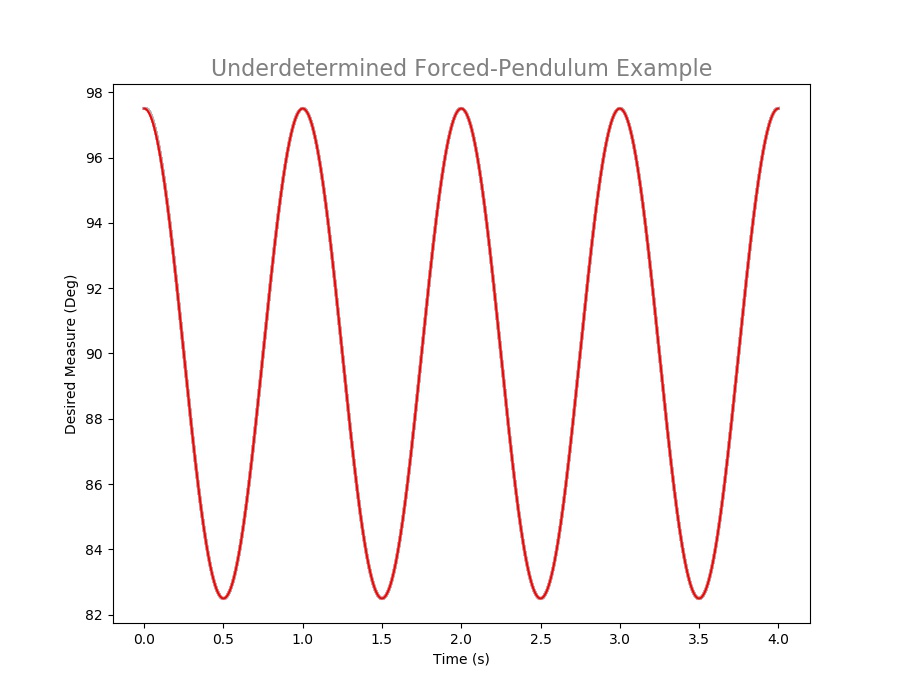 Underdetermined Forced-Pendulum Example
98
96
94
92
90
88
86
84
82
Desired Measure (Deg)
0.0 0.5 1.0 1.5 2.0 2.5 3.0 3.5 4.0
Time (s)